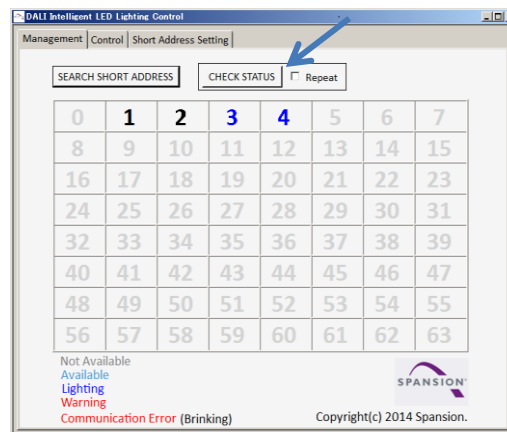 DALI Intelligent LED Lighting Control
Management Control Short Address Setting
SEARCH SHORT ADDRESS CHECK STATUS Repeat
0 1 2 3 4 5 6 7
8 9 10 11 12 13 14 15
16 17 18 19 20 21 22 23
24 25 26 27 28 29 30 31
32 33 34 35 36 37 38 39
40 41 42 43 44 45 46 47
48 49 50 51 52 53 54 55
56 57 58 59 60 61 62 63
Not Available
Available
Lighting
Warning
Communication Error (Brinking)
SPANSION
Copyright(c) 2014 Spansion.